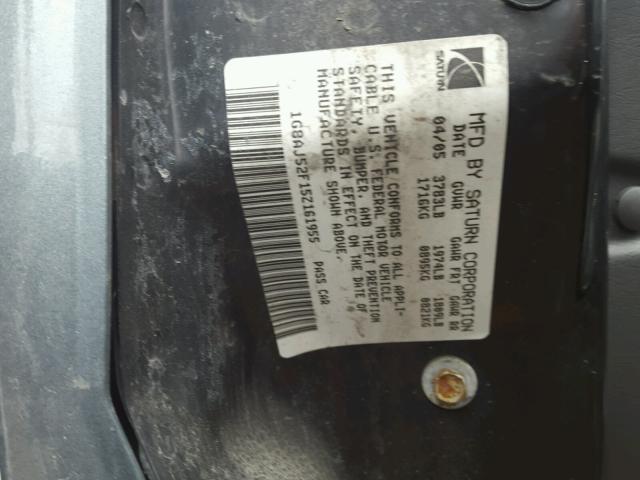 SATURN
MFD BY SATURN CORPORATION
DATE GVWR GAWR FRT GAWR RR
04/05 3783LB 1974LB 1809LB
1716KG 0895KG 0821KG
THIS VEHICLE CONFORMS TO ALL APPLI-
CABLE U.S. FEDERAL MOTOR VEHICLE
SAFETY, BUMPER, AND THEFT PREVENTION
STANDARDS IN EFFECT ON THE DATE OF
MANUFACTURE SHOWN ABOVE.
1G8AJ52F15Z161955 PASS CAR